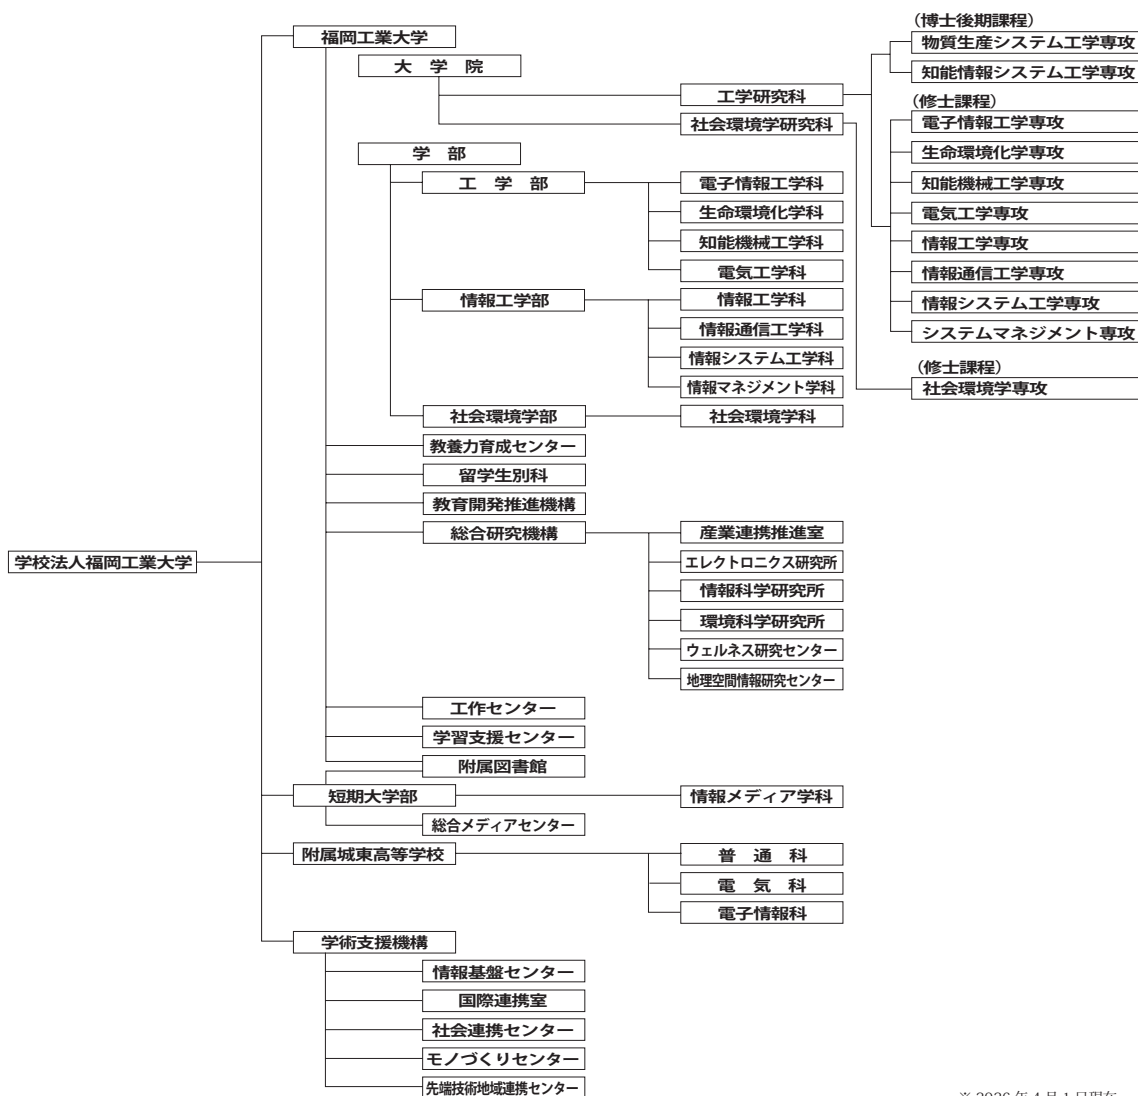 学校法人福岡工業大学
福岡工業大学
大学院
工学研究科
(博士後期課程)
物質生産システム工学専攻
知能情報システム工学専攻
(修士課程)
電子情報工学専攻
生命環境化学専攻
知能機械工学専攻
電気工学専攻
情報工学専攻
情報通信工学専攻
情報システム工学専攻
システムマネジメント専攻
社会環境学研究科
(修士課程)
社会環境学専攻
学部
工学部
電子情報工学科
生命環境化学科
知能機械工学科
電気工学科
情報工学部
情報工学科
情報通信工学科
情報システム工学科
情報マネジメント学科
社会環境学部
社会環境学科
教養力育成センター
留学生別科
教育開発推進機構
総合研究機構
産業連携推進室
エレクトロニクス研究所
情報科学研究所
環境科学研究所
ウェルネス研究センター
地理空間情報研究センター
工作センター
学習支援センター
附属図書館
短期大学部
情報メディア学科
総合メディアセンター
附属城東高等学校
普通科
電気科
電子情報科
学術支援機構
情報基盤センター
国際連携室
社会連携センター
モノづくりセンター
先端技術地域連携センター